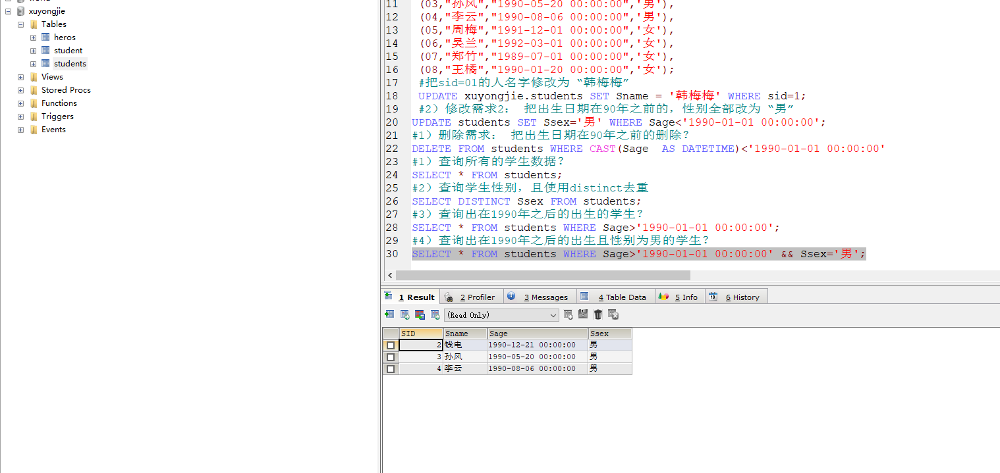 xuyongjie
Tables
heros
student
students
Views
Stored Procs
Functions
Triggers
Events
11 (03,"孙风","1990-05-20 00:00:00",'男'),
12 (04,"李云","1990-08-06 00:00:00",'男'),
13 (05,"周梅","1991-12-01 00:00:00",'女'),
14 (06,"吴兰","1992-03-01 00:00:00",'女'),
15 (07,"郑竹","1989-07-01 00:00:00",'女'),
16 (08,"王橘","1990-01-20 00:00:00",'女');
17 #把sid=01的人名字修改为 “韩梅梅”
18 UPDATE xuyongjie.students SET Sname = '韩梅梅' WHERE sid=1;
19 #2）修改需求2： 把出生日期在90年之前的，性别全部改为 “男”
20 UPDATE students SET Ssex='男' WHERE Sage<'1990-01-01 00:00:00';
21 #1）删除需求： 把出生日期在90年之前的删除？
22 DELETE FROM students WHERE CAST(Sage  AS DATETIME)<'1990-01-01 00:00:00'
23 #1）查询所有的学生数据？
24 SELECT * FROM students;
25 #2）查询学生性别，且使用distinct去重
26 SELECT DISTINCT Ssex FROM students;
27 #3）查询出在1990年之后的出生的学生？
28 SELECT * FROM students WHERE Sage>'1990-01-01 00:00:00';
29 #4）查询出在1990年之后的出生且性别为男的学生？
30 SELECT * FROM students WHERE Sage>'1990-01-01 00:00:00' && Ssex='男';
1 Result 2 Profiler 3 Messages 4 Table Data 5 Info 18 6 History
(Read Only)
SID Sname Sage Ssex
2 钱电 1990-12-21 00:00:00 男
3 孙风 1990-05-20 00:00:00 男
4 李云 1990-08-06 00:00:00 男